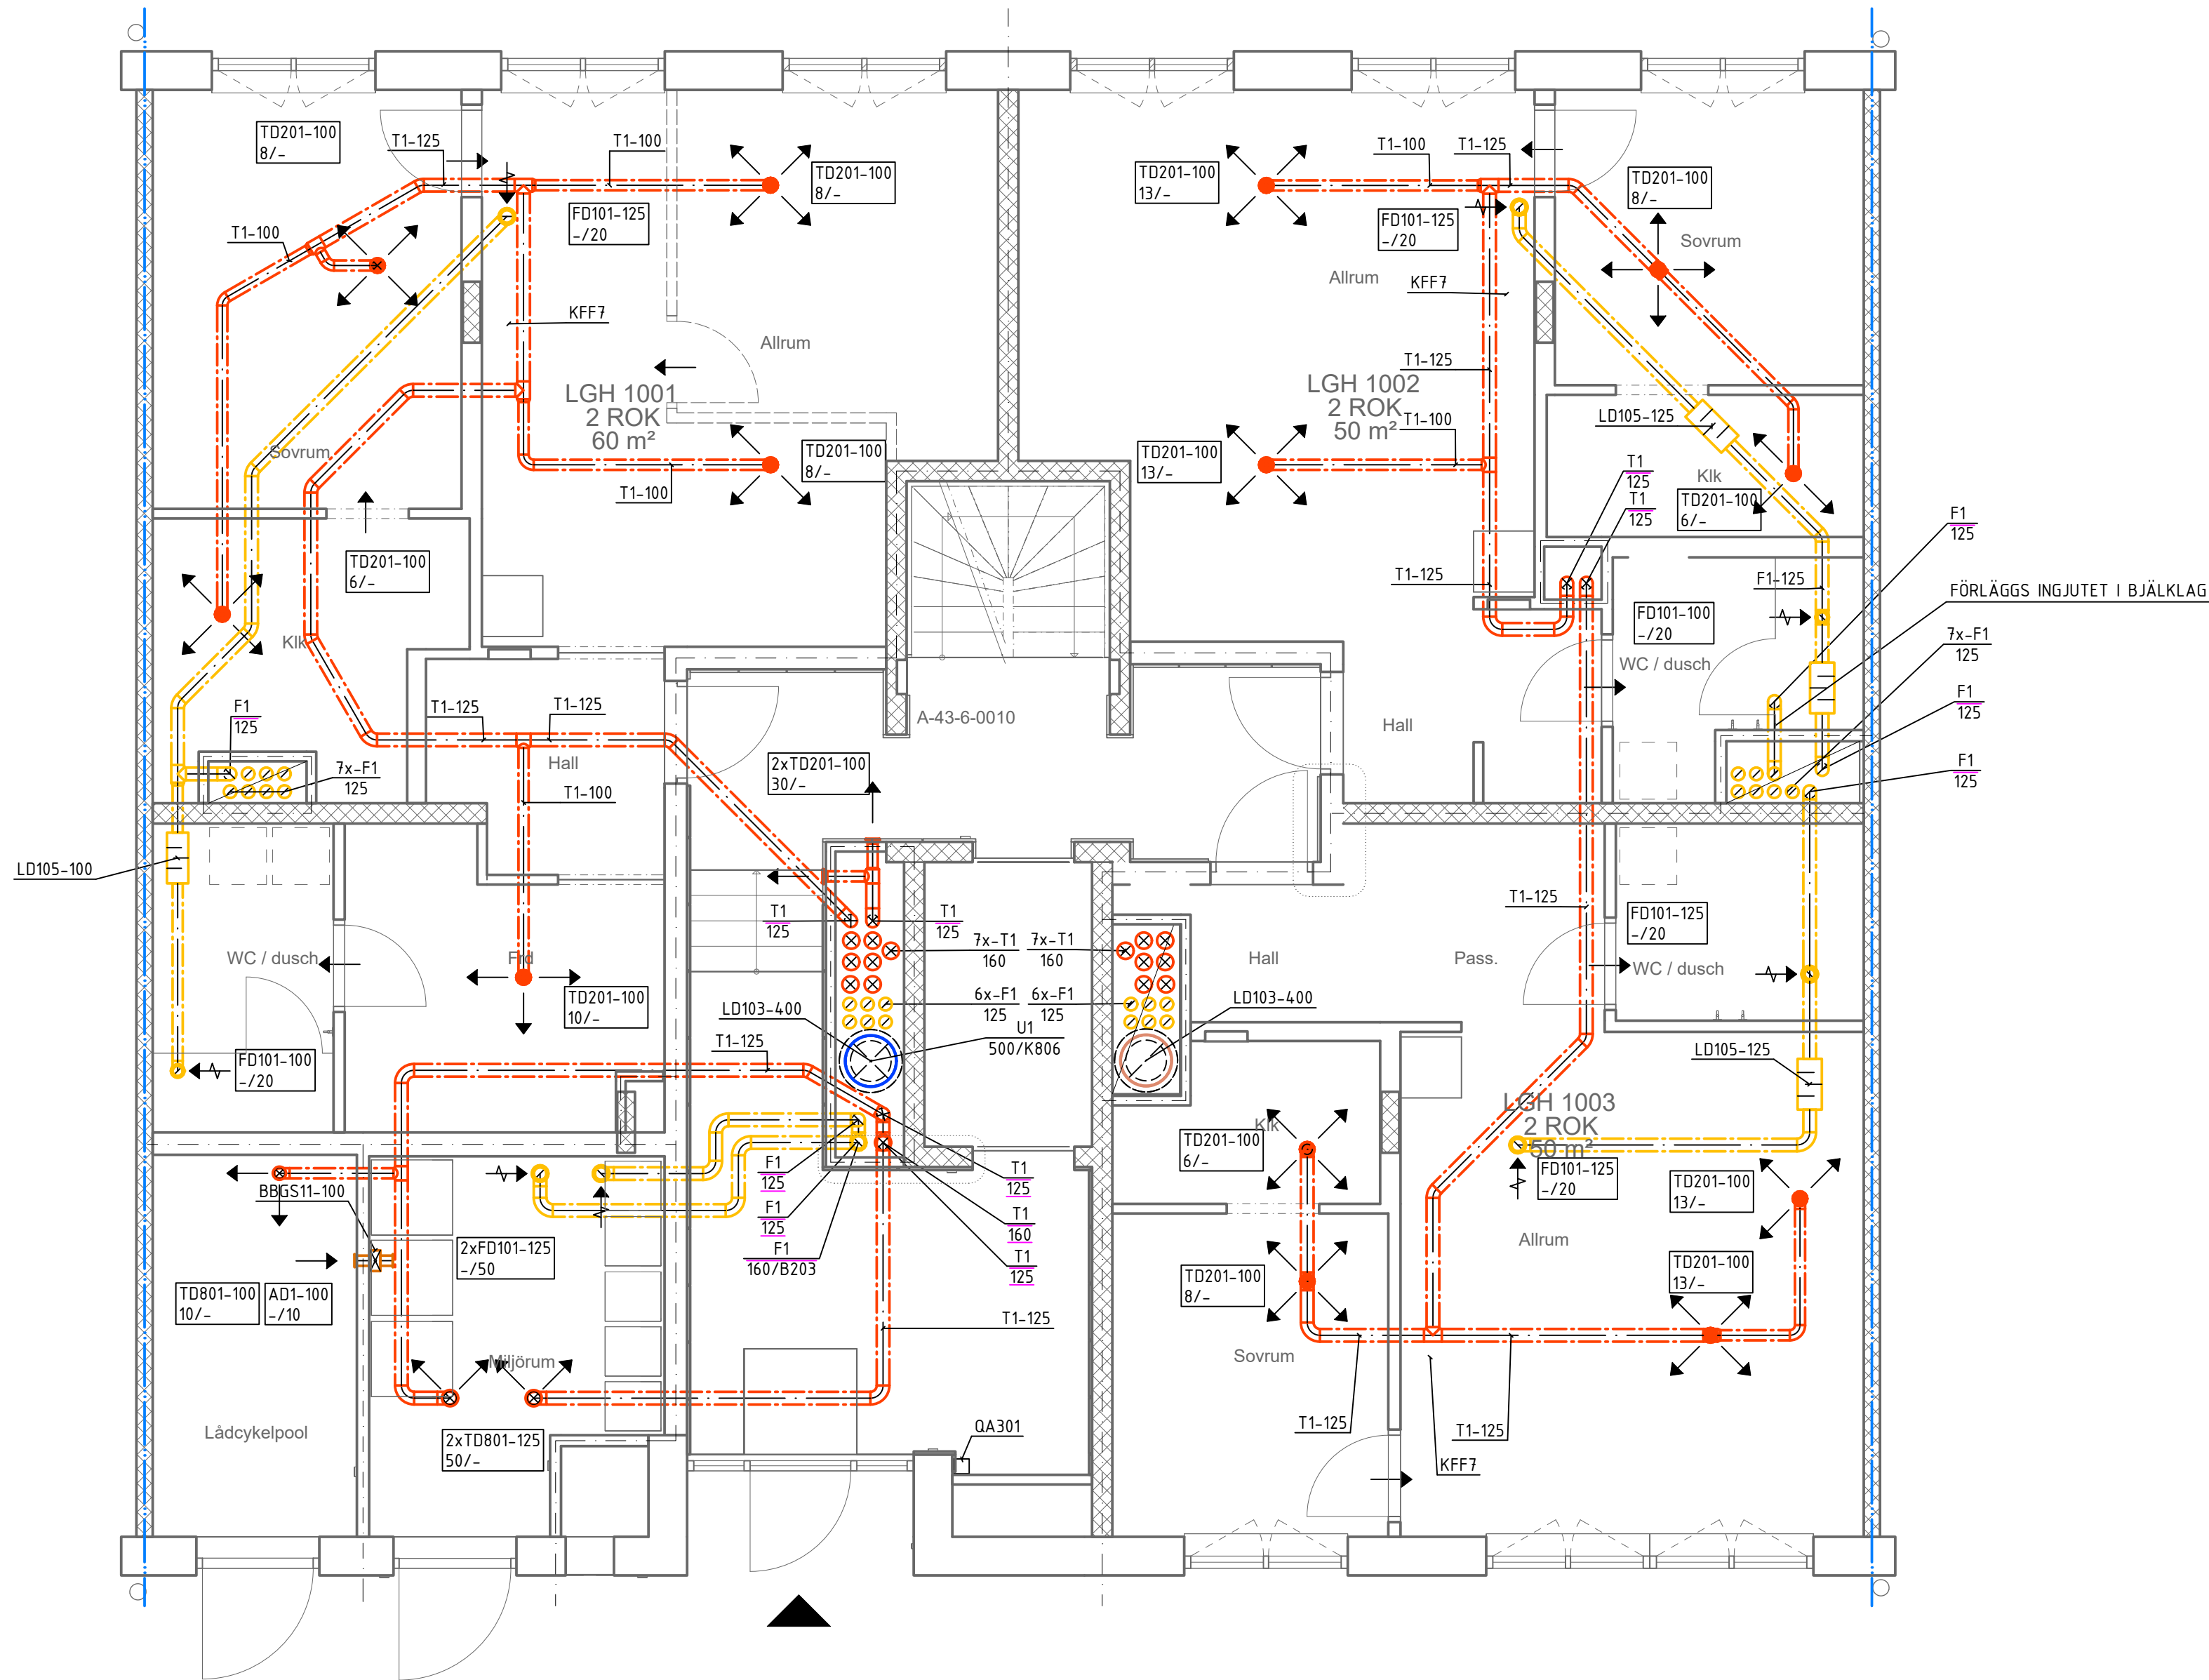 TD201-100
8/-
T1-125
T1-100
TD201-100
8/-
FD101-125
-/20
T1-100
KFF7
Allrum
LGH 1001
2 ROK
60 m²
TD201-100
8/-
T1-100
Sovrum
TD201-100
6/-
Klk
F1
125
7x-F1
125
T1-125
T1-125
Hall
T1-100
LD105-100
WC / dusch
Frd
TD201-100
10/-
FD101-100
-/20
TD201-100
13/-
T1-100
T1-125
FD101-125
-/20
TD201-100
8/-
Sovrum
Allrum
KFF7
T1-125
LGH 1002
2 ROK
50 m²
T1-100
TD201-100
13/-
LD105-125
T1
125
T1
125
Klk
TD201-100
6/-
T1-125
F1-125
FD101-100
-/20
WC / dusch
F1
125
FÖRLÄGGS INGJUTET I BJÄLKLAG
7x-F1
125
F1
125
F1
125
A-43-6-0010
Hall
2xTD201-100
30/-
T1
125
T1
125
7x-T1
160
7x-T1
160
6x-F1
125
6x-F1
125
LD103-400
U1
500/K806
LD103-400
T1-125
Hall
Pass.
T1-125
FD101-125
-/20
WC / dusch
LD105-125
BBGS11-100
F1
125
F1
125
F1
160/B203
T1
125
T1
160
T1
125
T1-125
2xFD101-125
-/50
TD801-100
10/-
AD1-100
-/10
Miljörum
Lådcykelpool
2xTD801-125
50/-
QA301
Klk
TD201-100
6/-
LGH 1003
2 ROK
50 m²
FD101-125
-/20
TD201-100
13/-
Allrum
TD201-100
13/-
TD201-100
8/-
Sovrum
T1-125
T1-125
KFF7